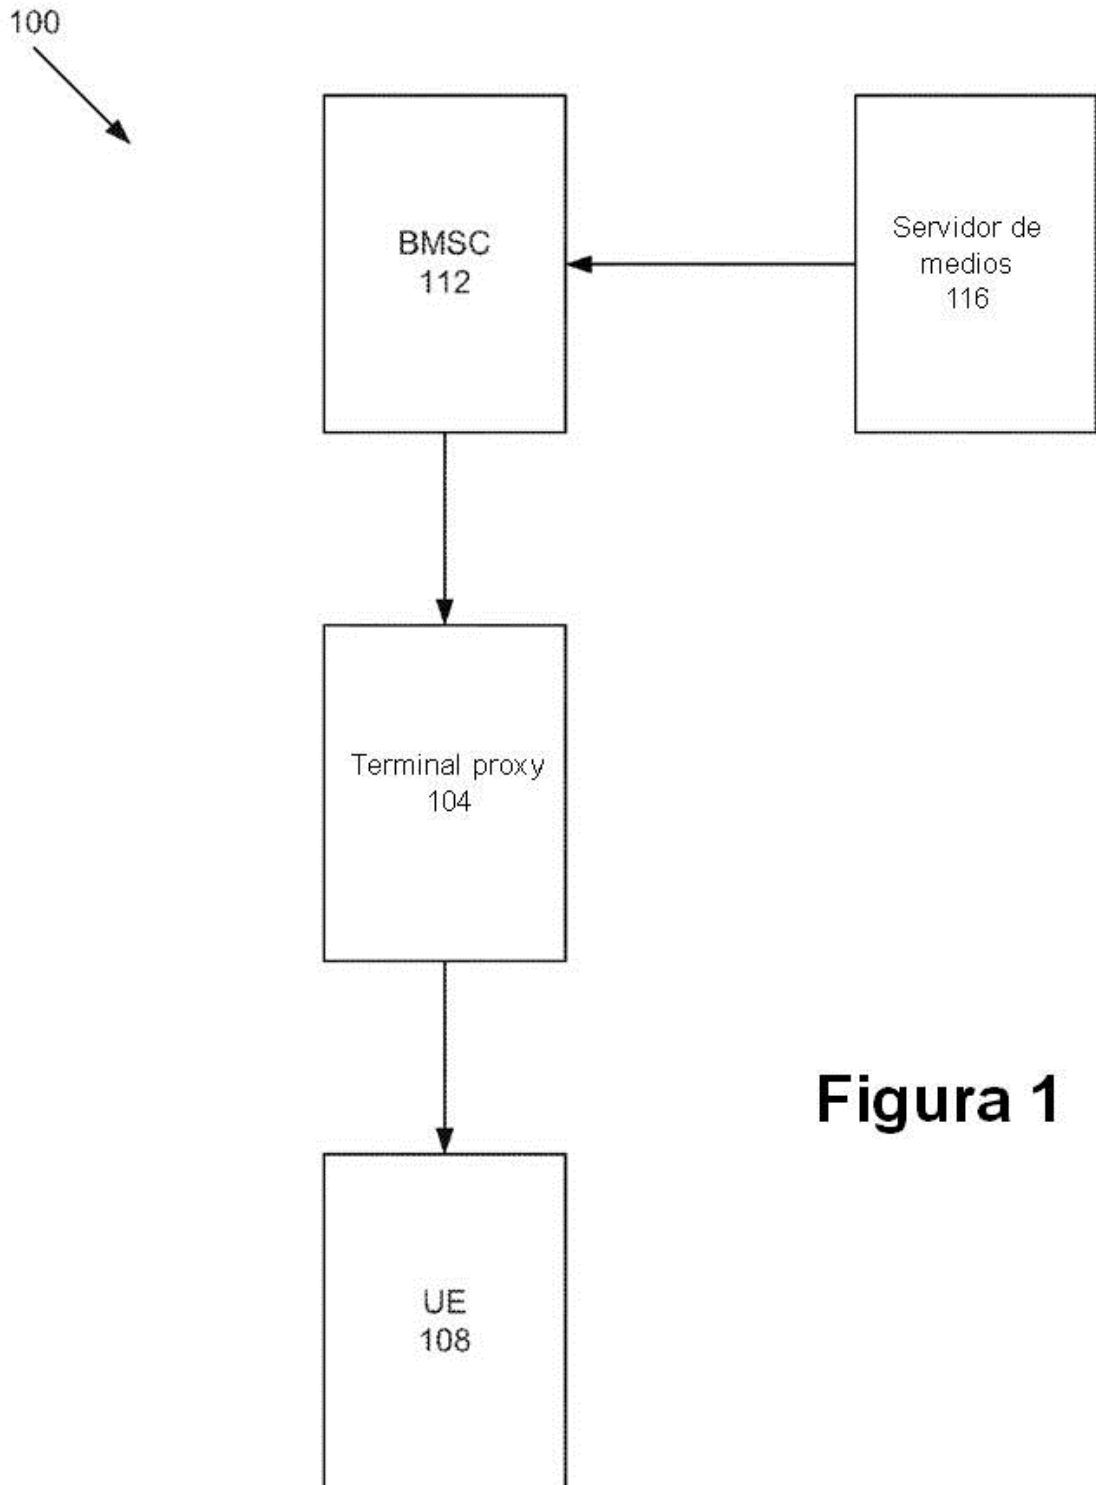 100
BMSC
112
Servidor de
medios
116
Terminal proxy
104
Figura 1
UE
108